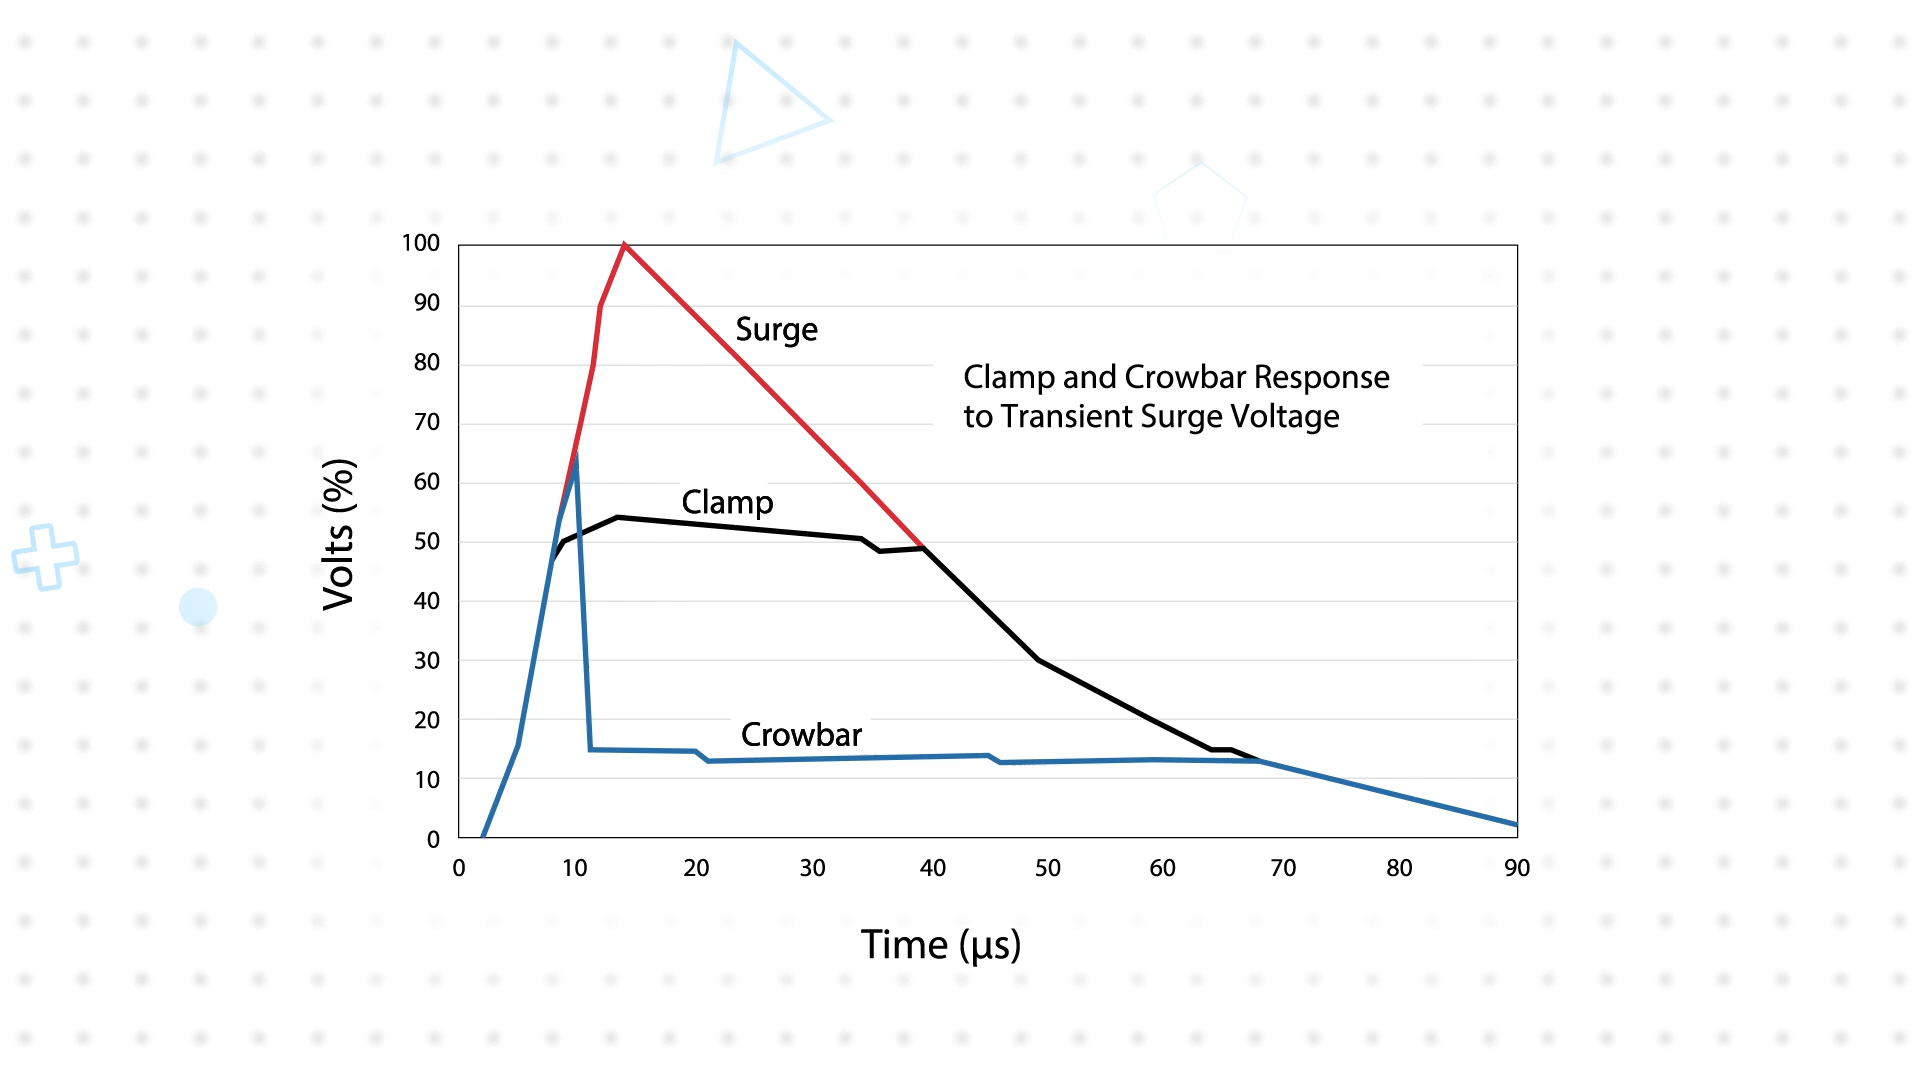 100
90
Surge
80
Clamp and Crowbar Response
to Transient Surge Voltage
70
60
Clamp
50
Volts (%)
40
30
20
Crowbar
10
0
0 10 20 30 40 50 60 70 80 90
Time (µs)